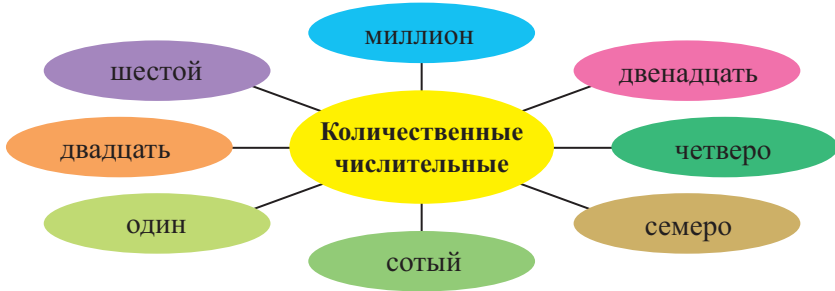 миллион
шестой
двенадцать
Количественные
числительные
двадцать
четверо
один
семеро
сотый